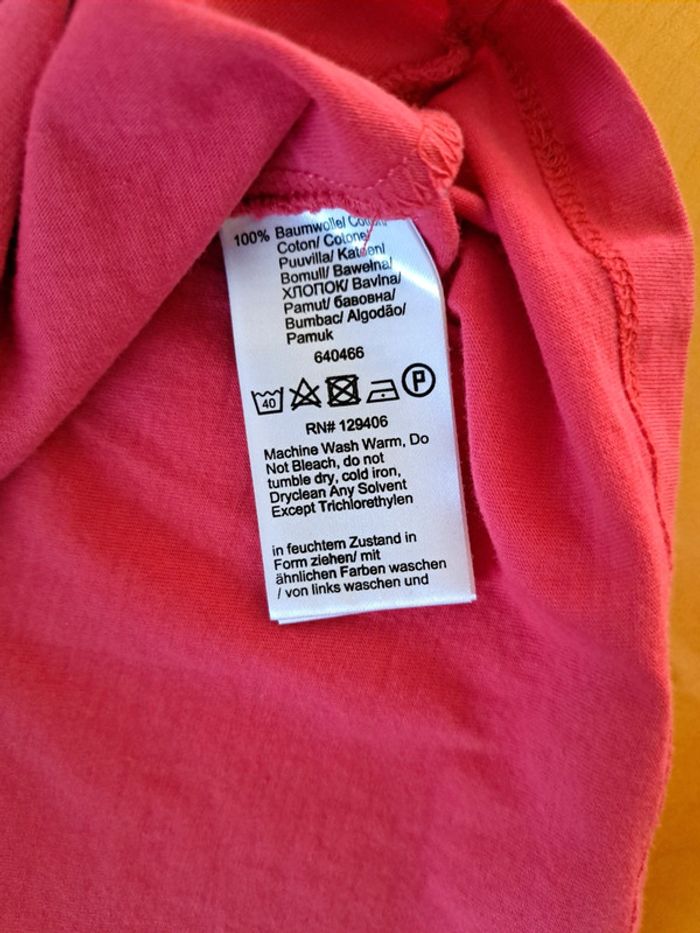 100% Baumwolle/ Cotton/
Coton/ Cotone/
Puuvilla/ Katoen/
Bomull/ Bawełna/
ХЛОПОК/ Bavlna/
Pamut/ бавовна/
Bumbac/ Algodão/
Pamuk
640466
40 P
RN# 129406
Machine Wash Warm, Do
Not Bleach, do not
tumble dry, cold iron,
Dryclean Any Solvent
Except Trichlorethylen
in feuchtem Zustand in
Form ziehen/ mit
ähnlichen Farben waschen
/ von links waschen und